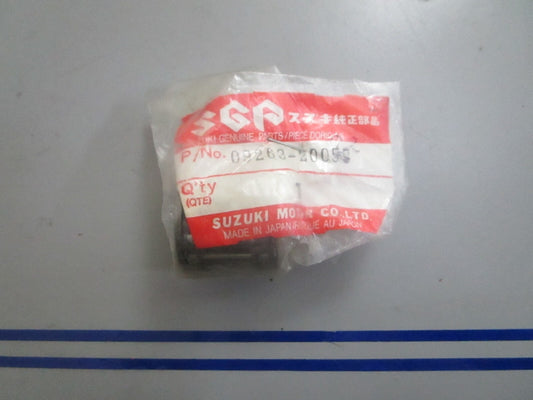 SGP スズキ純正部品
SUZUKI GENUINE PARTS/PIECE D'ORIGINE
P/No. 09263-20053
Q'ty 1
(QTE)
SUZUKI MOTOR CO.,LTD.
MADE IN JAPAN/FABRIQUE AU JAPON